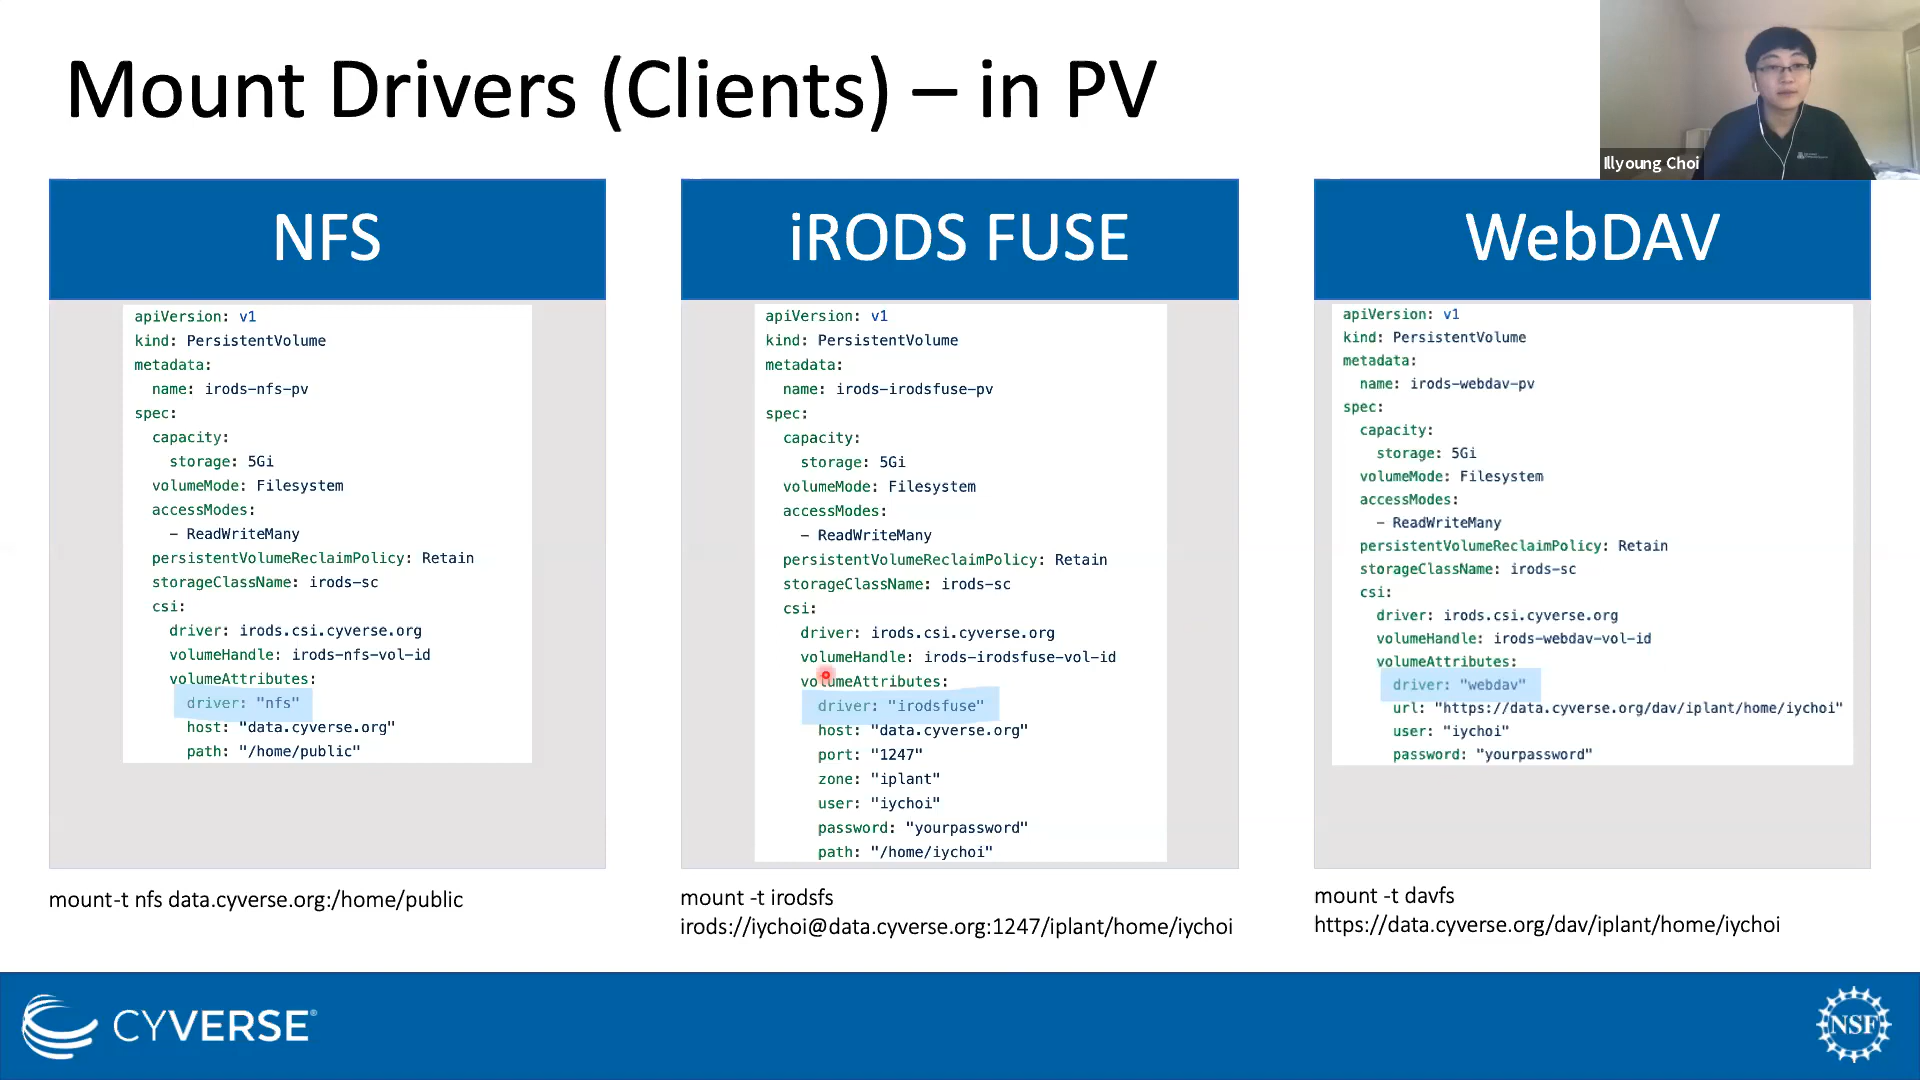 Mount Drivers (Clients) – in PV
Illyoung Choi
NFS
apiVersion: v1
kind: PersistentVolume
metadata:
  name: irods-nfs-pv
spec:
  capacity:
    storage: 5Gi
  volumeMode: Filesystem
  accessModes:
    - ReadWriteMany
  persistentVolumeReclaimPolicy: Retain
  storageClassName: irods-sc
  csi:
    driver: irods.csi.cyverse.org
    volumeHandle: irods-nfs-vol-id
    volumeAttributes:
      driver: "nfs"
      host: "data.cyverse.org"
      path: "/home/public"
mount-t nfs data.cyverse.org:/home/public
iRODS FUSE
apiVersion: v1
kind: PersistentVolume
metadata:
  name: irods-irodsfuse-pv
spec:
  capacity:
    storage: 5Gi
  volumeMode: Filesystem
  accessModes:
    - ReadWriteMany
  persistentVolumeReclaimPolicy: Retain
  storageClassName: irods-sc
  csi:
    driver: irods.csi.cyverse.org
    volumeHandle: irods-irodsfuse-vol-id
    volumeAttributes:
      driver: "irodsfuse"
      host: "data.cyverse.org"
      port: "1247"
      zone: "iplant"
      user: "iychoi"
      password: "yourpassword"
      path: "/home/iychoi"
mount -t irodsfs
irods://iychoi@data.cyverse.org:1247/iplant/home/iychoi
WebDAV
apiVersion: v1
kind: PersistentVolume
metadata:
  name: irods-webdav-pv
spec:
  capacity:
    storage: 5Gi
  volumeMode: Filesystem
  accessModes:
    - ReadWriteMany
  persistentVolumeReclaimPolicy: Retain
  storageClassName: irods-sc
  csi:
    driver: irods.csi.cyverse.org
    volumeHandle: irods-webdav-vol-id
    volumeAttributes:
      driver: "webdav"
      url: "https://data.cyverse.org/dav/iplant/home/iychoi"
      user: "iychoi"
      password: "yourpassword"
mount -t davfs
https://data.cyverse.org/dav/iplant/home/iychoi
CYVERSE®
NSF